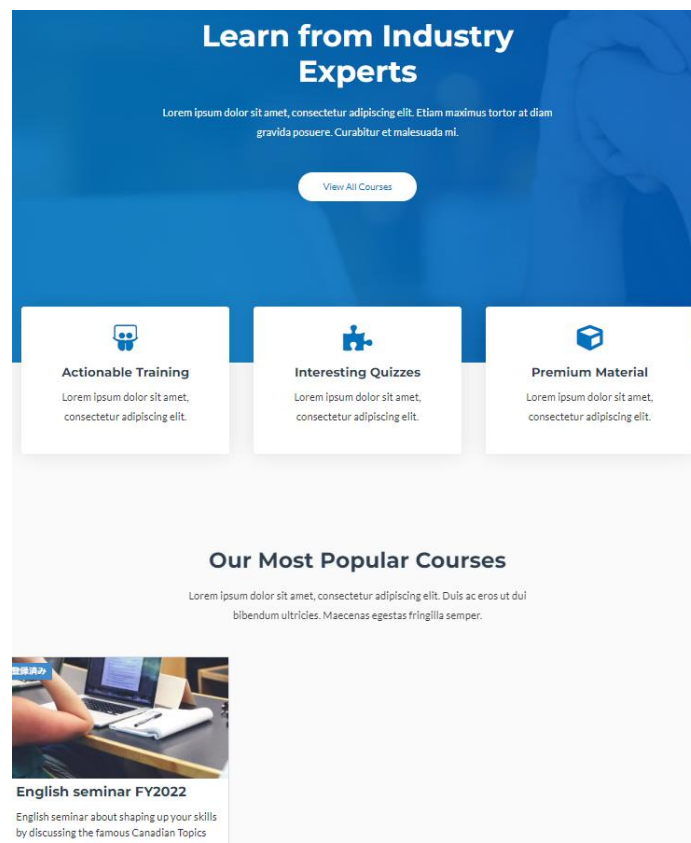 Learn from Industry
Experts
Lorem ipsum dolor sit amet, consectetur adipiscing elit. Etiam maximus tortor at diam
gravida posuere. Curabitur et malesuada mi.
View All Courses
Actionable Training
Lorem ipsum dolor sit amet,
consectetur adipiscing elit.
Interesting Quizzes
Lorem ipsum dolor sit amet,
consectetur adipiscing elit.
Premium Material
Lorem ipsum dolor sit amet,
consectetur adipiscing elit.
Our Most Popular Courses
Lorem ipsum dolor sit amet, consectetur adipiscing elit. Duis ac eros ut dui
bibendum ultricies. Maecenas egestas fringilla semper.
登録済み
English seminar FY2022
English seminar about shaping up your skills
by discussing the famous Canadian Topics